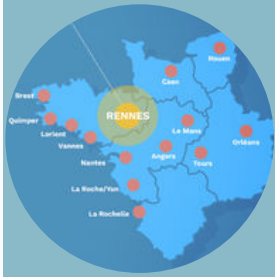 Rouen
Caen
Brest
RENNES
Quimper
Lorient
Le Mans
Orléans
Vannes
Nantes
Angers
Tours
La Roche/Yon
La Rochelle